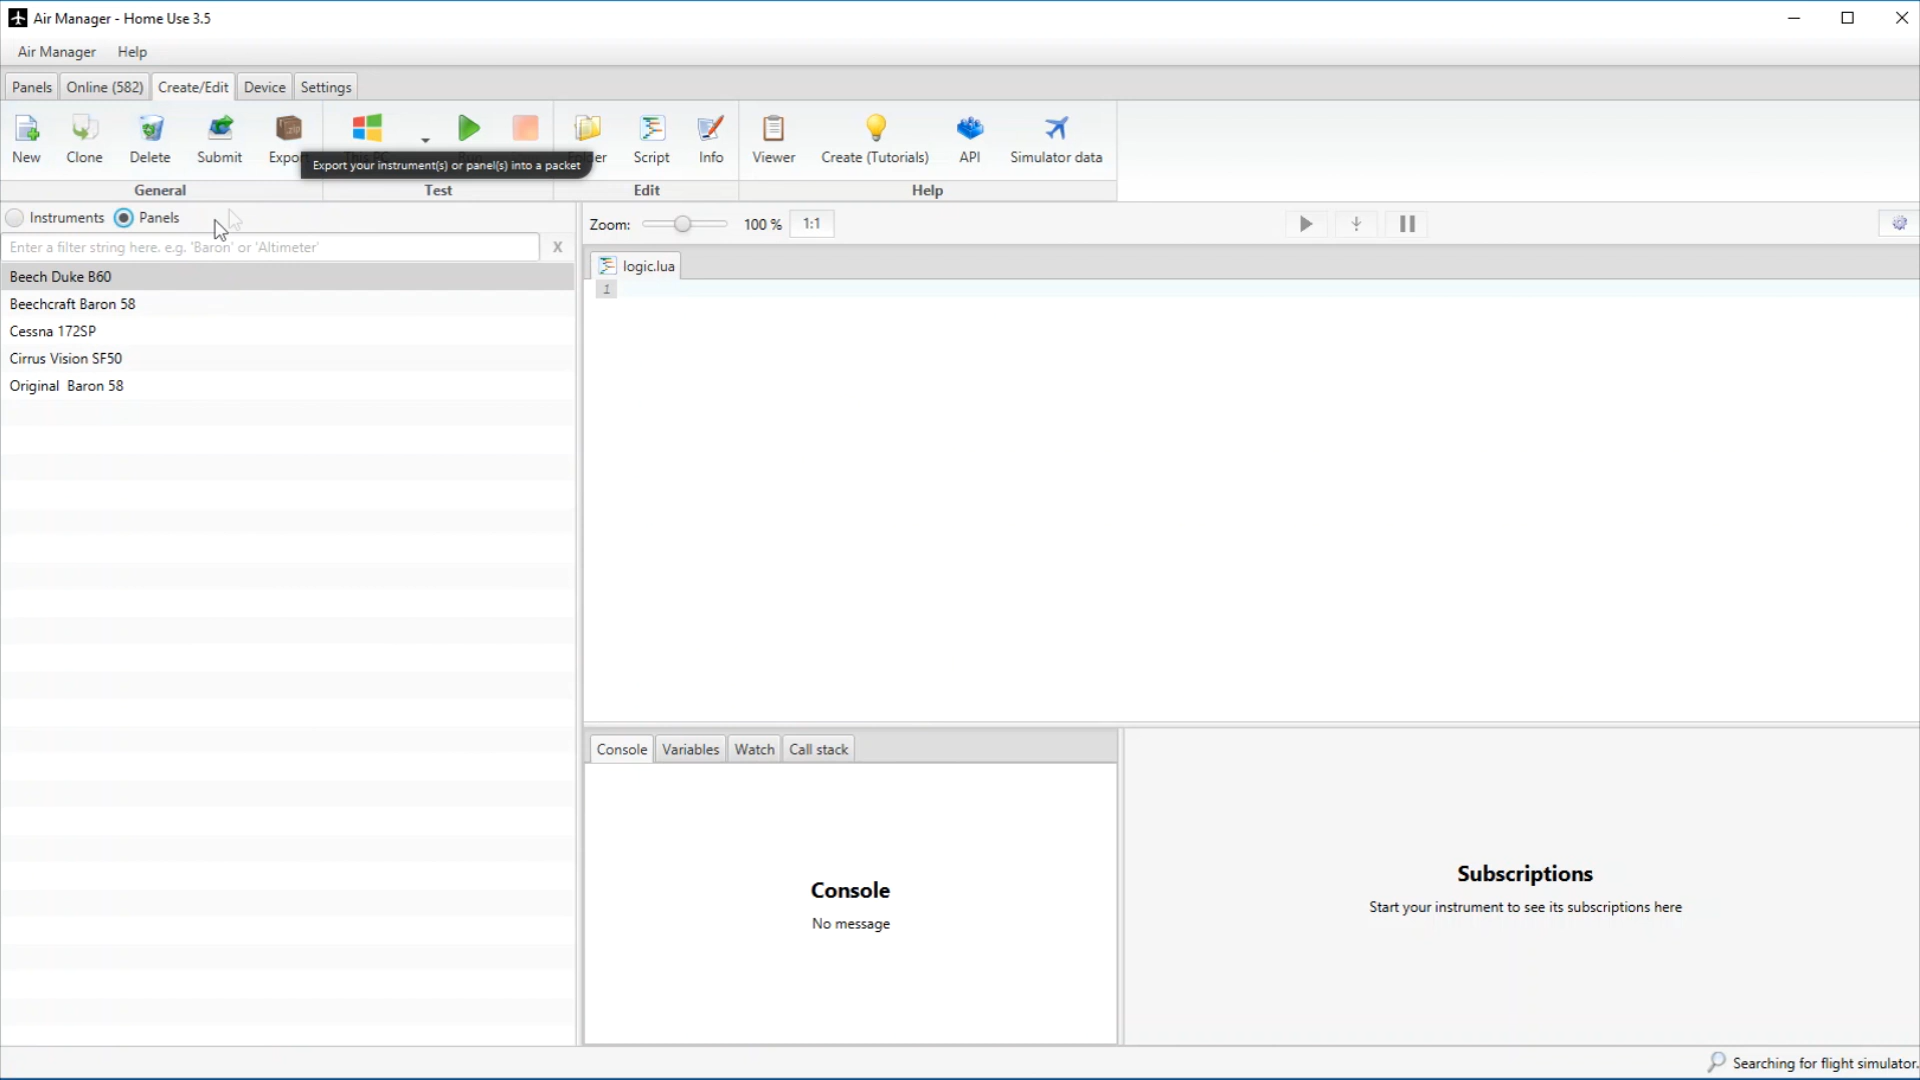 Air Manager - Home Use 3.5
Air Manager Help
Panels Online (582) Create/Edit Device Settings
New Clone Delete Submit Export Script Info Viewer Create (Tutorials) API Simulator data
Export your instrument(s) or panel(s) into a packet
General Test Edit Help
Instruments Panels
Zoom: 100 % 1:1
Enter a filter string here. e.g. 'Baron' or 'Altimeter' X
logic.lua
1
Beech Duke B60
Beechcraft Baron 58
Cessna 172SP
Cirrus Vision SF50
Original Baron 58
Console Variables Watch Call stack
Console
No message
Subscriptions
Start your instrument to see its subscriptions here
Searching for flight simulator.